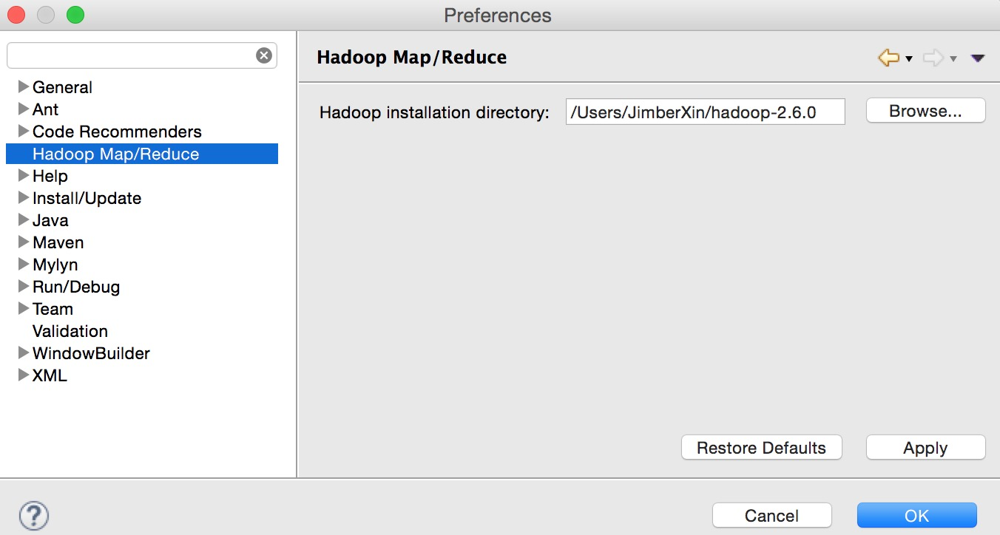 Preferences
Hadoop Map/Reduce
General
Ant
Code Recommenders
Hadoop Map/Reduce
Help
Install/Update
Java
Maven
Mylyn
Run/Debug
Team
Validation
WindowBuilder
XML
Hadoop installation directory: /Users/JimberXin/hadoop-2.6.0 Browse...
Restore Defaults Apply
? Cancel OK